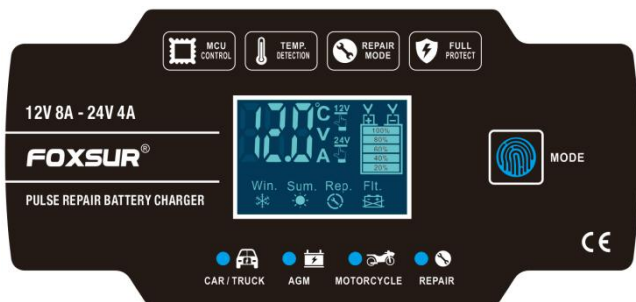 MCU
CONTROL
TEMP.
DETECTION
REPAIR
MODE
FULL
PROTECT
12V 8A - 24V 4A
FOXSUR®
PULSE REPAIR BATTERY CHARGER
12.0
°C
V
A
12V
24V
100%
80%
60%
40%
20%
Win. Sum. Rep. Flt.
MODE
CE
CAR / TRUCK AGM MOTORCYCLE REPAIR